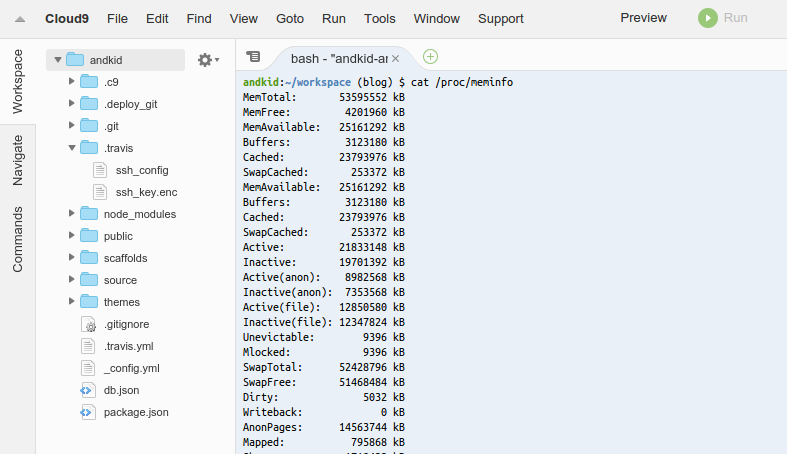 Cloud9 File Edit Find View Goto Run Tools Window Support Preview Run
Workspace
Navigate
Commands
andkid
.c9
.deploy_git
.git
.travis
ssh_config
ssh_key.enc
node_modules
public
scaffolds
source
themes
.gitignore
.travis.yml
_config.yml
db.json
package.json
bash - "andkid-ar
andkid:~/workspace (blog) $ cat /proc/meminfo
MemTotal: 53595552 kB
MemFree: 4201960 kB
MemAvailable: 25161292 kB
Buffers: 3123180 kB
Cached: 23793976 kB
SwapCached: 253372 kB
MemAvailable: 25161292 kB
Buffers: 3123180 kB
Cached: 23793976 kB
SwapCached: 253372 kB
Active: 21833148 kB
Inactive: 19701392 kB
Active(anon): 8982568 kB
Inactive(anon): 7353568 kB
Active(file): 12850580 kB
Inactive(file): 12347824 kB
Unevictable: 9396 kB
Mlocked: 9396 kB
SwapTotal: 52428796 kB
SwapFree: 51468484 kB
Dirty: 5032 kB
Writeback: 0 kB
AnonPages: 14563744 kB
Mapped: 795868 kB